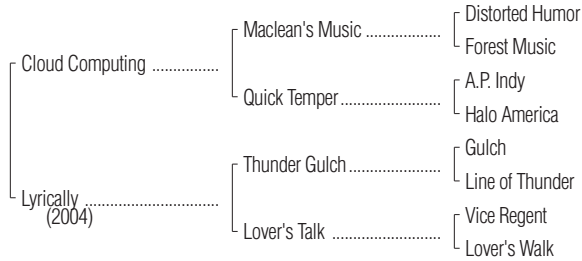 Distorted Humor
Maclean's Music ..................
Forest Music
Cloud Computing ................
A.P. Indy
Quick Temper........................
Halo America
Gulch
Thunder Gulch ......................
Line of Thunder
Lyrically ................................
(2004)
Vice Regent
Lover's Talk ..........................
Lover's Walk